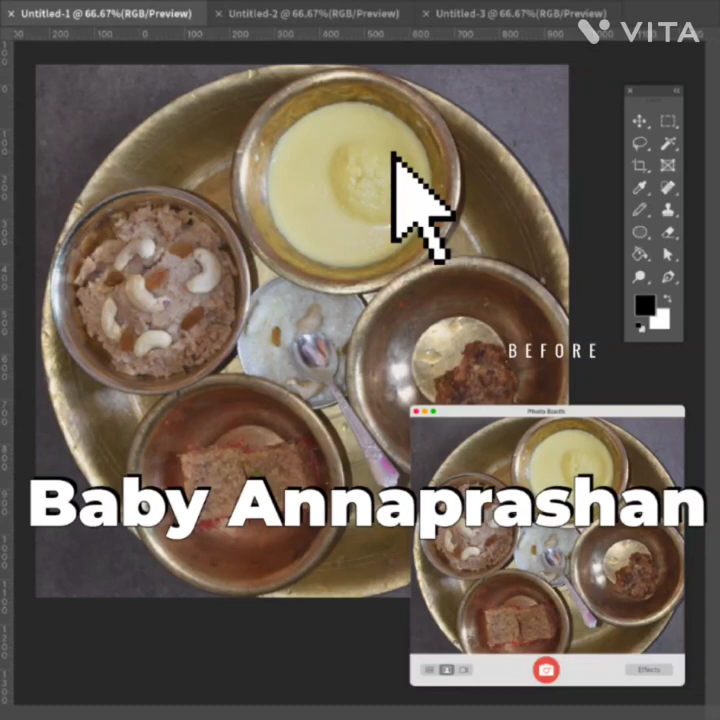 Untitled-1 @ 66.67%(RGB/Preview)
Untitled-2 @ 66.67%(RGB/Preview)
Untitled-3 @ 66.67%(RGB/Preview)
VITA
BEFORE
Photo Booth
Baby Annaprashan
Effects